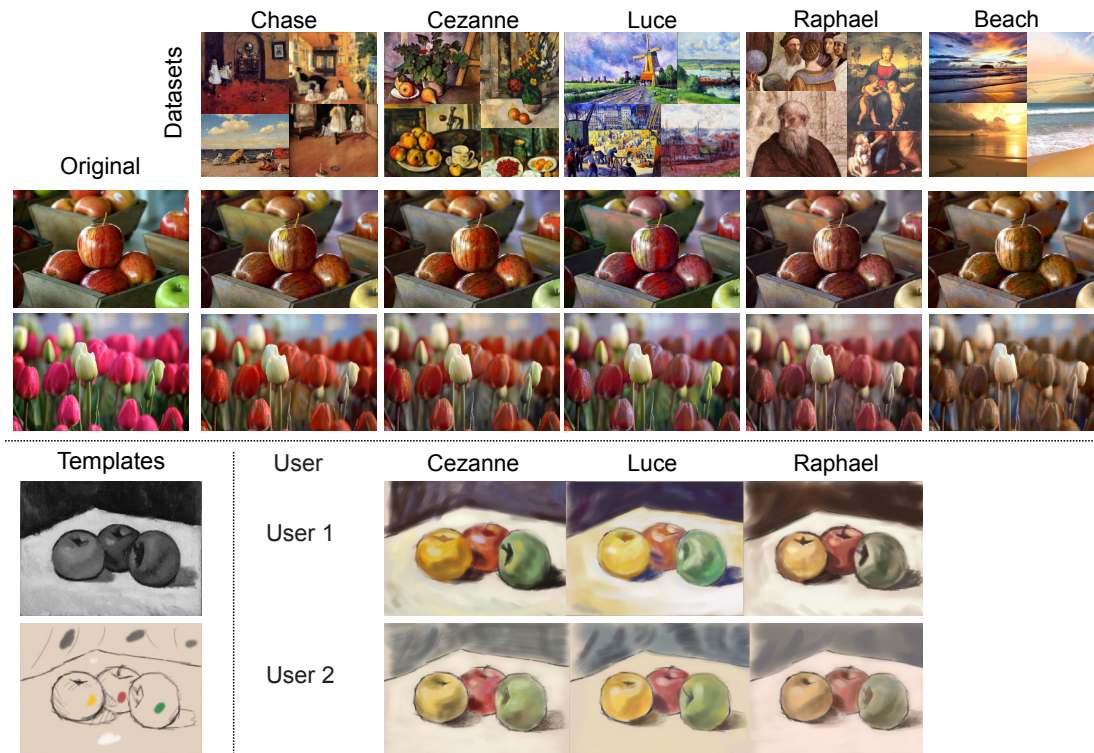 Chase Cezanne Luce Raphael Beach
Datasets
Original
Templates User Cezanne Luce Raphael
User 1
User 2